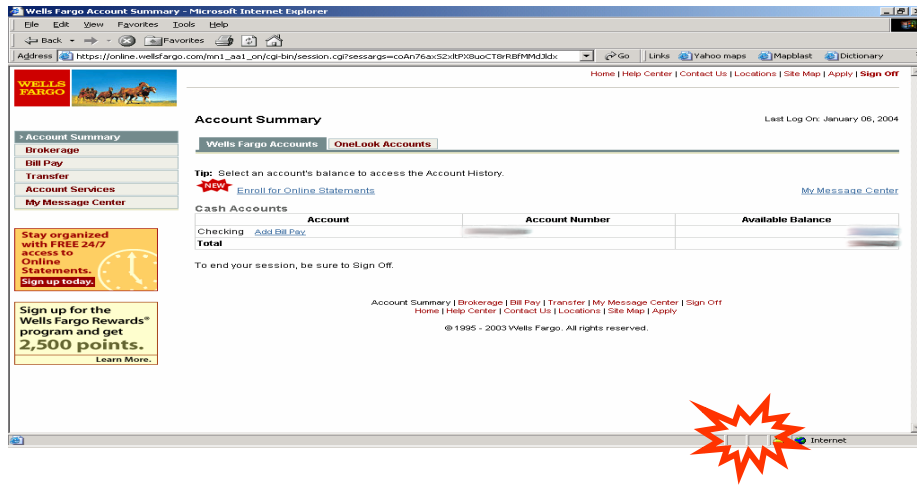 Wells Fargo Account Summary - Microsoft Internet Explorer
File Edit View Favorites Tools Help
Back Favorites
Address https://online.wellsfargo.com/mn1_aa1_on/cgi-bin/session.cgi?sessargs=coAn76axS2xltPX8uoCT8rRBfMMdJldx Go Links Yahoo maps Mapblast Dictionary
Home | Help Center | Contact Us | Locations | Site Map | Apply | Sign Off
WELLS
FARGO
Account Summary
Last Log On: January 06, 2004
> Account Summary
Brokerage
Bill Pay
Transfer
Account Services
My Message Center
Wells Fargo Accounts OneLook Accounts
Tip: Select an account's balance to access the Account History.
NEW Enroll for Online Statements My Message Center
Cash Accounts
Account Account Number Available Balance
Checking Add Bill Pay
Total
To end your session, be sure to Sign Off.
Stay organized
with FREE 24/7
access to
Online
Statements.
Sign up today.
Sign up for the
Wells Fargo Rewards®
program and get
2,500 points.
Learn More.
Account Summary | Brokerage | Bill Pay | Transfer | My Message Center | Sign Off
Home | Help Center | Contact Us | Locations | Site Map | Apply
© 1995 - 2003 Wells Fargo. All rights reserved.
Internet